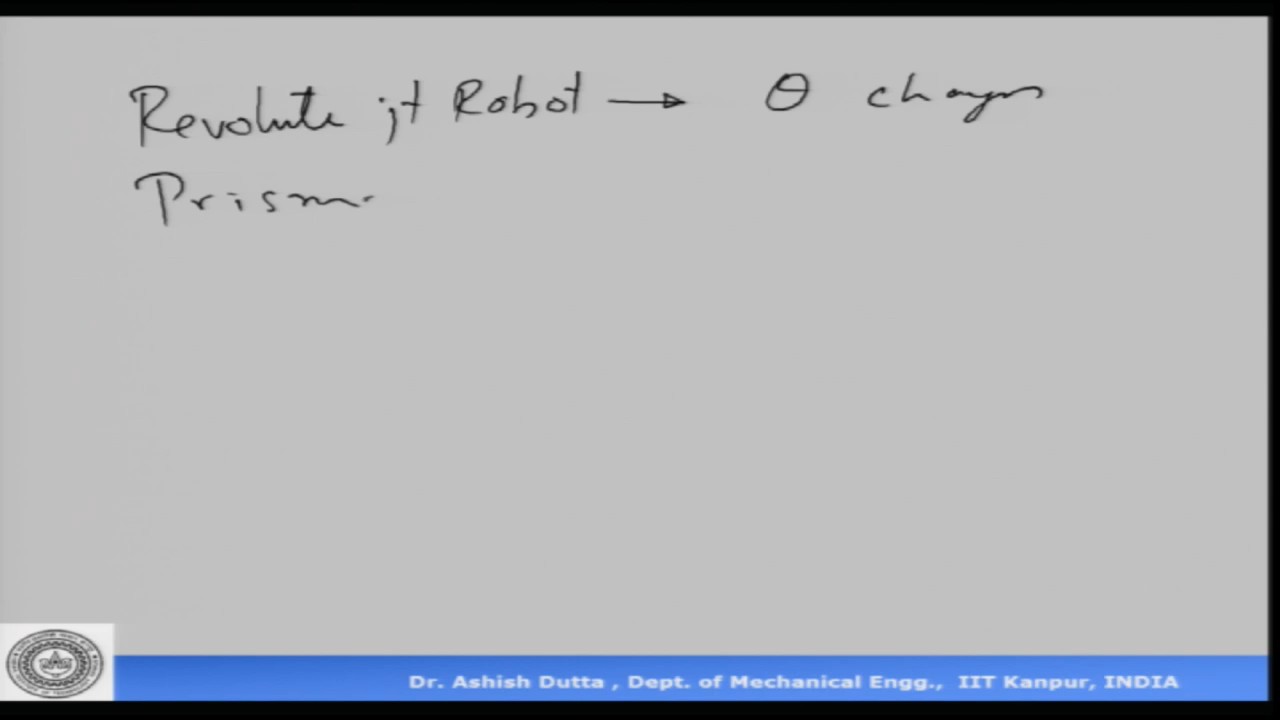 Revolute jt Robot → θ changes
Prism
Dr. Ashish Dutta , Dept. of Mechanical Engg., IIT Kanpur, INDIA